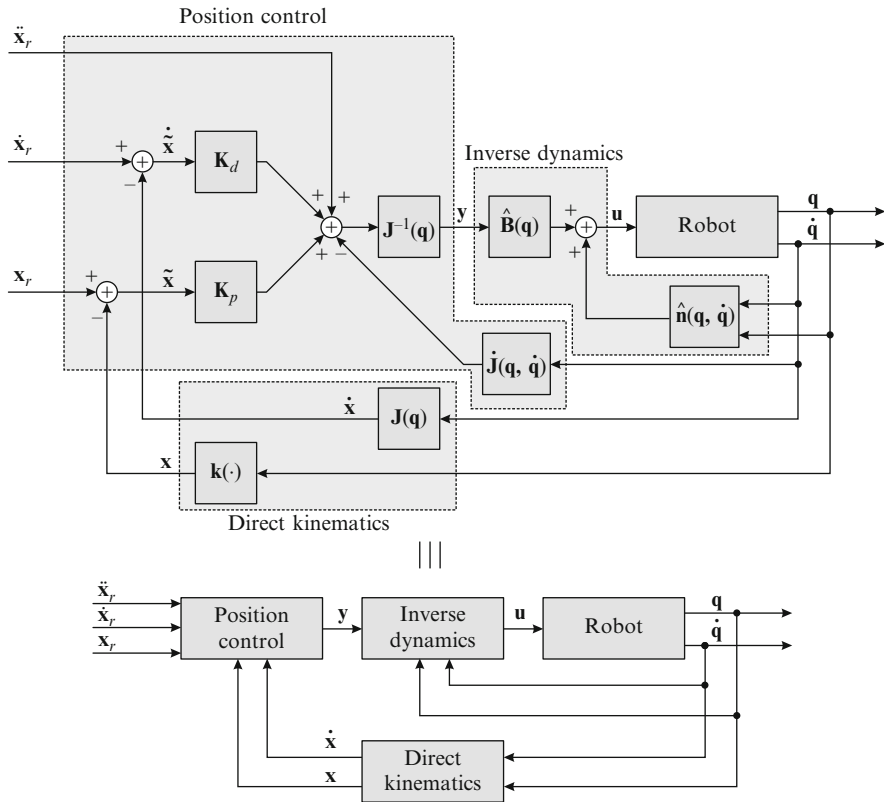 Position control
ẍ_r
ẋ_r
x_r
+
−
x̃̇
K_d
+
−
x̃
K_p
+
+
+
−
J⁻¹(q)
y
Inverse dynamics
B̂(q)
+
+
u
Robot
q
q̇
n̂(q, q̇)
J̇(q, q̇)
ẋ
J(q)
x
k(·)
Direct kinematics
|||
ẍ_r
ẋ_r
x_r
Position
control
y
Inverse
dynamics
u
Robot
q
q̇
ẋ
x
Direct
kinematics